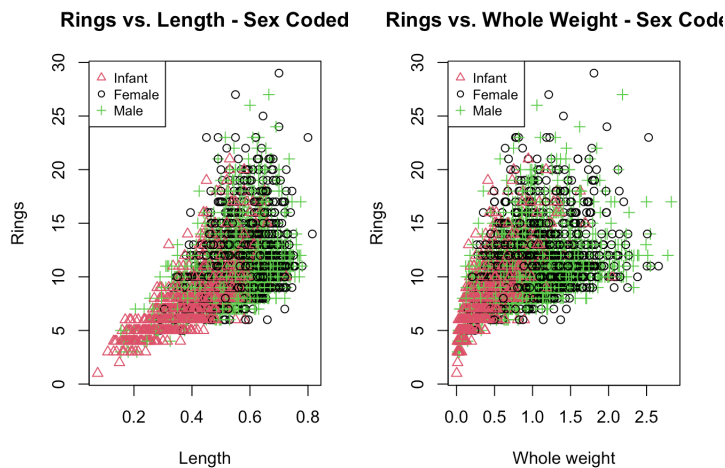 Rings vs. Length - Sex Coded
Rings
30
25
20
15
10
5
0
Infant
Female
Male
0.2 0.4 0.6 0.8
Length
Rings vs. Whole Weight - Sex Code
Rings
30
25
20
15
10
5
0
Infant
Female
Male
0.0 0.5 1.0 1.5 2.0 2.5
Whole weight